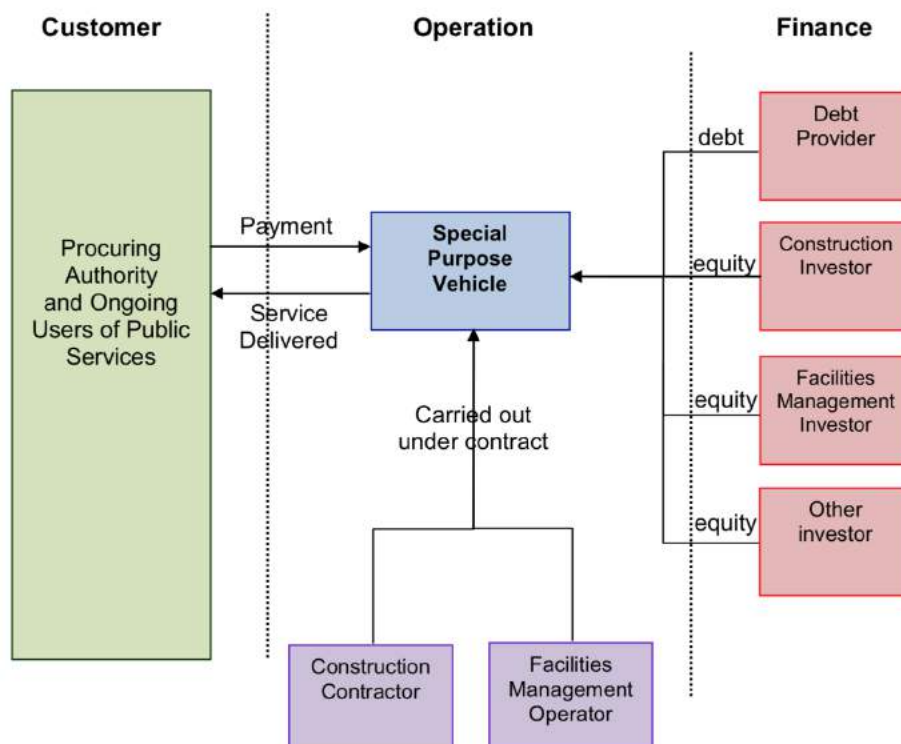 Customer
Operation
Finance
Procuring
Authority
and Ongoing
Users of Public
Services
Payment
Service
Delivered
Special
Purpose
Vehicle
Carried out
under contract
Construction
Contractor
Facilities
Management
Operator
debt
Debt
Provider
equity
Construction
Investor
equity
Facilities
Management
Investor
equity
Other
investor